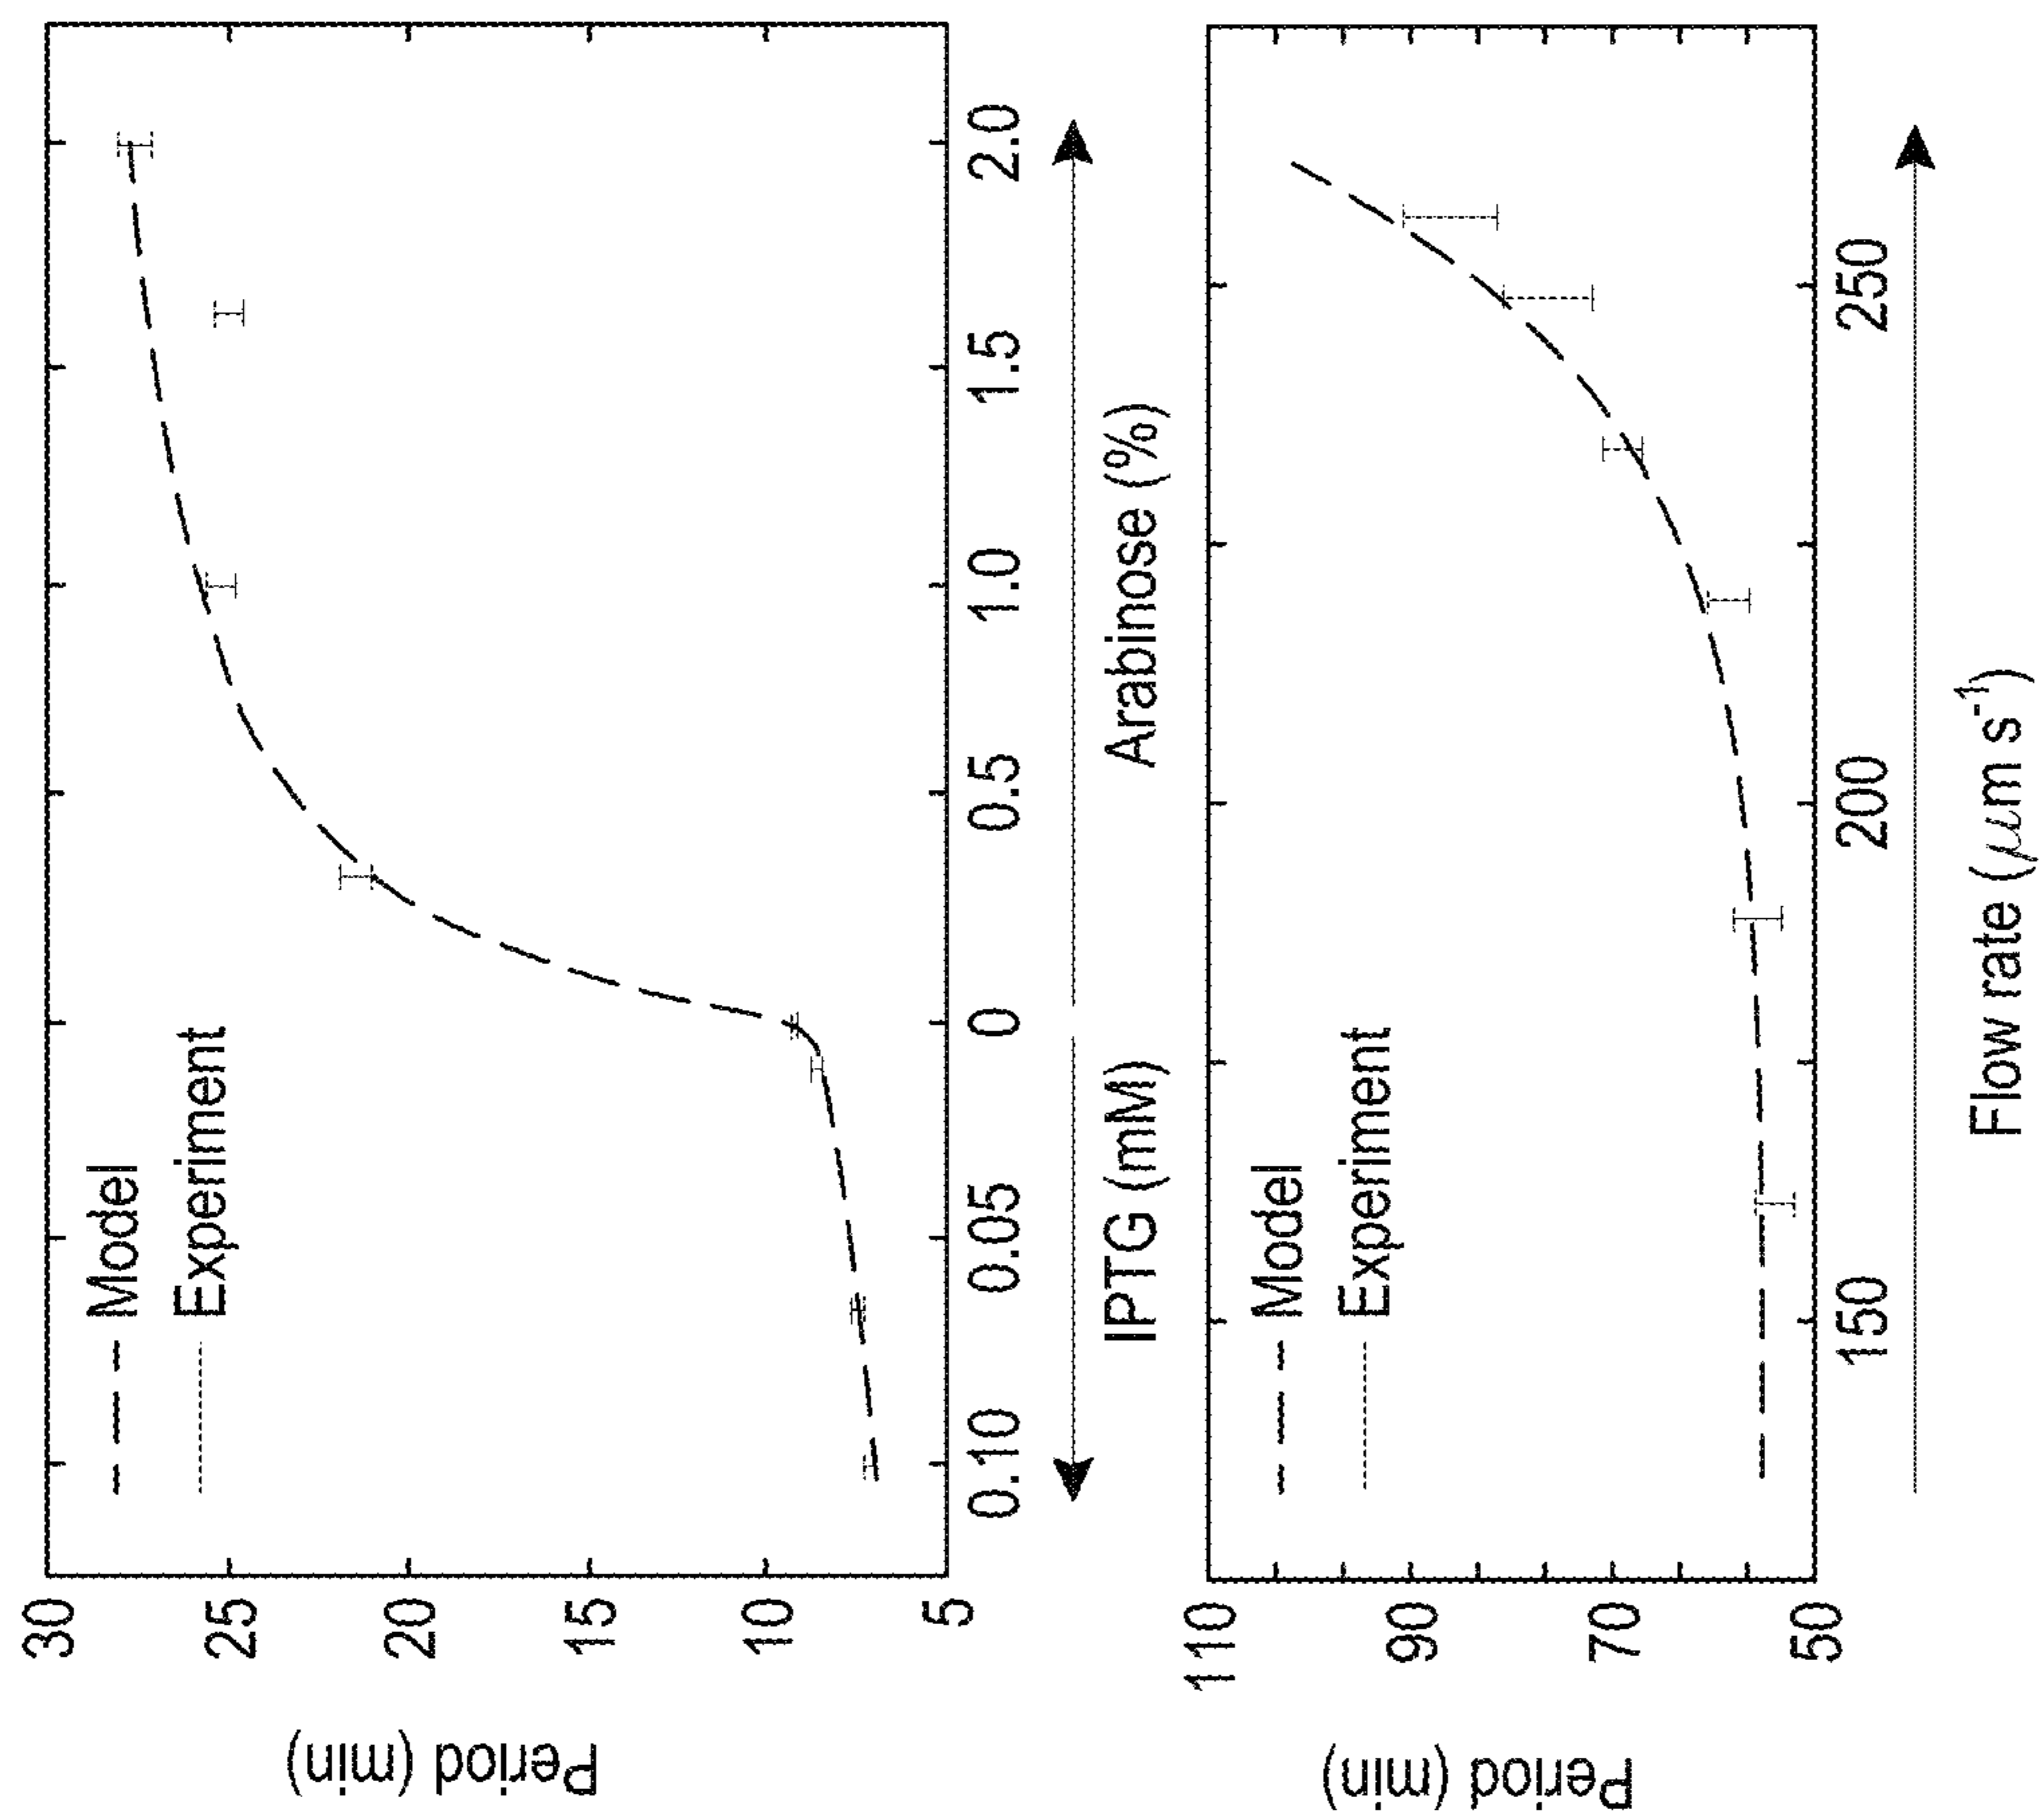 Period (min)
30
25
20
15
10
5
Model
Experiment
0.10
0.05
0
0.5
1.0
1.5
2.0
IPTG (mM)
Arabinose (%)
Period (min)
110
90
70
50
Model
Experiment
150
200
250
Flow rate (μm s⁻¹)